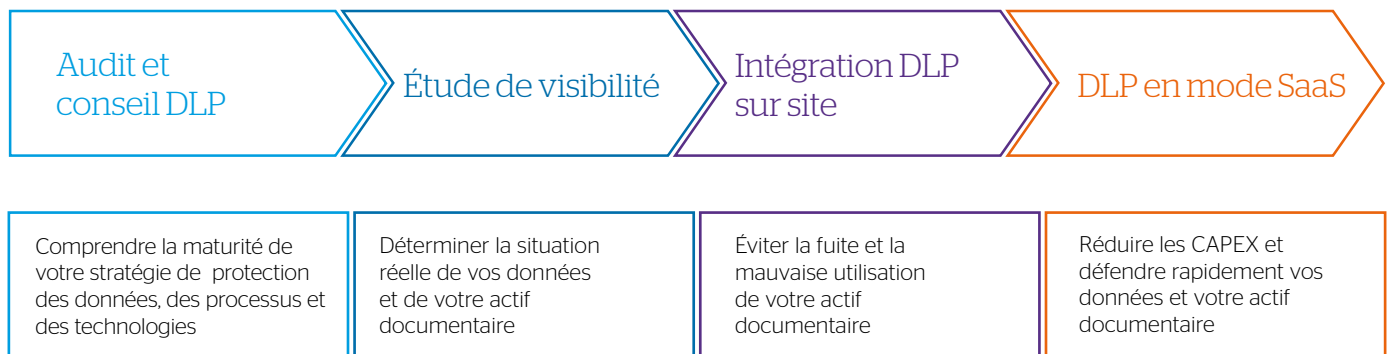 Audit et
conseil DLP
Étude de visibilité
Intégration DLP
sur site
DLP en mode SaaS
Comprendre la maturité de
votre stratégie de protection
des données, des processus et
des technologies
Déterminer la situation
réelle de vos données
et de votre actif
documentaire
Éviter la fuite et la
mauvaise utilisation
de votre actif
documentaire
Réduire les CAPEX et
défendre rapidement vos
données et votre actif
documentaire